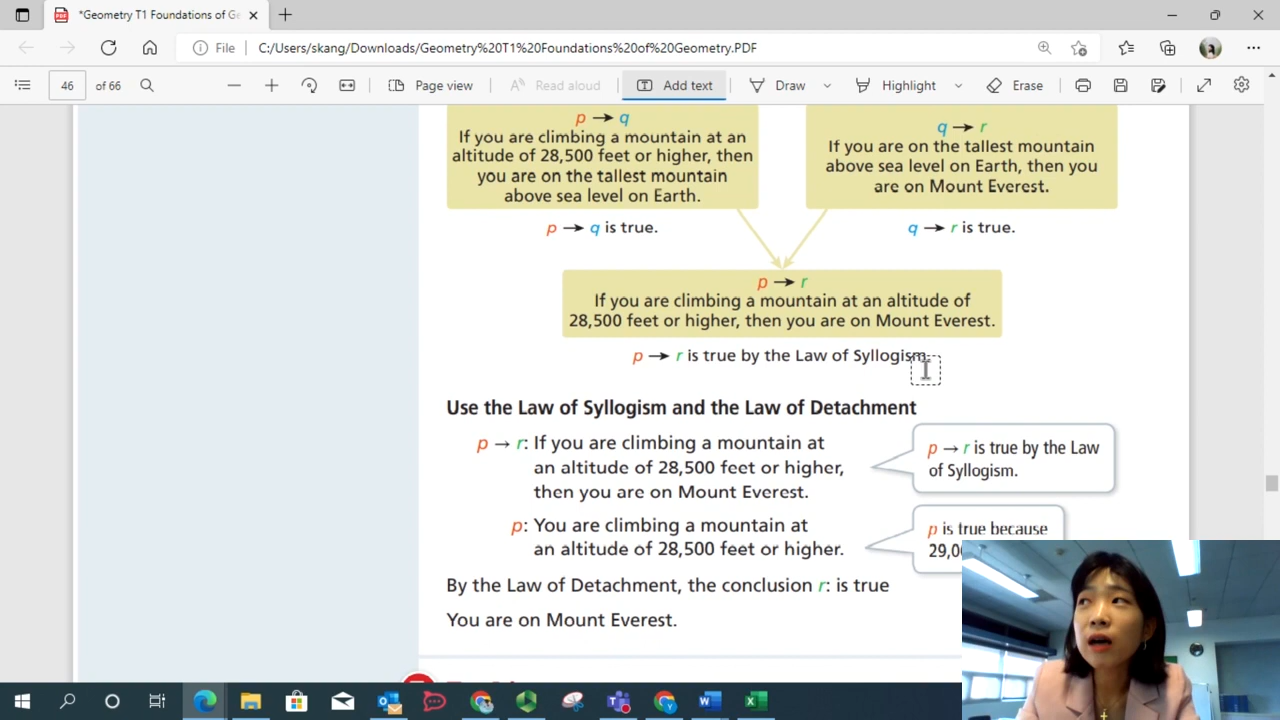 *Geometry T1 Foundations of Ge
File
C:/Users/skang/Downloads/Geometry%20T1%20Foundations%20of%20Geometry.PDF
46 of 66
Page view
Read aloud
Add text
Draw
Highlight
Erase
p → q
If you are climbing a mountain at an
altitude of 28,500 feet or higher, then
you are on the tallest mountain
above sea level on Earth.
p → q is true.
q → r
If you are on the tallest mountain
above sea level on Earth, then you
are on Mount Everest.
q → r is true.
p → r
If you are climbing a mountain at an altitude of
28,500 feet or higher, then you are on Mount Everest.
p → r is true by the Law of Syllogism.
Use the Law of Syllogism and the Law of Detachment
p → r: If you are climbing a mountain at
an altitude of 28,500 feet or higher,
then you are on Mount Everest.
p → r is true by the Law
of Syllogism.
p: You are climbing a mountain at
an altitude of 28,500 feet or higher.
p is true because
By the Law of Detachment, the conclusion r: is true
You are on Mount Everest.